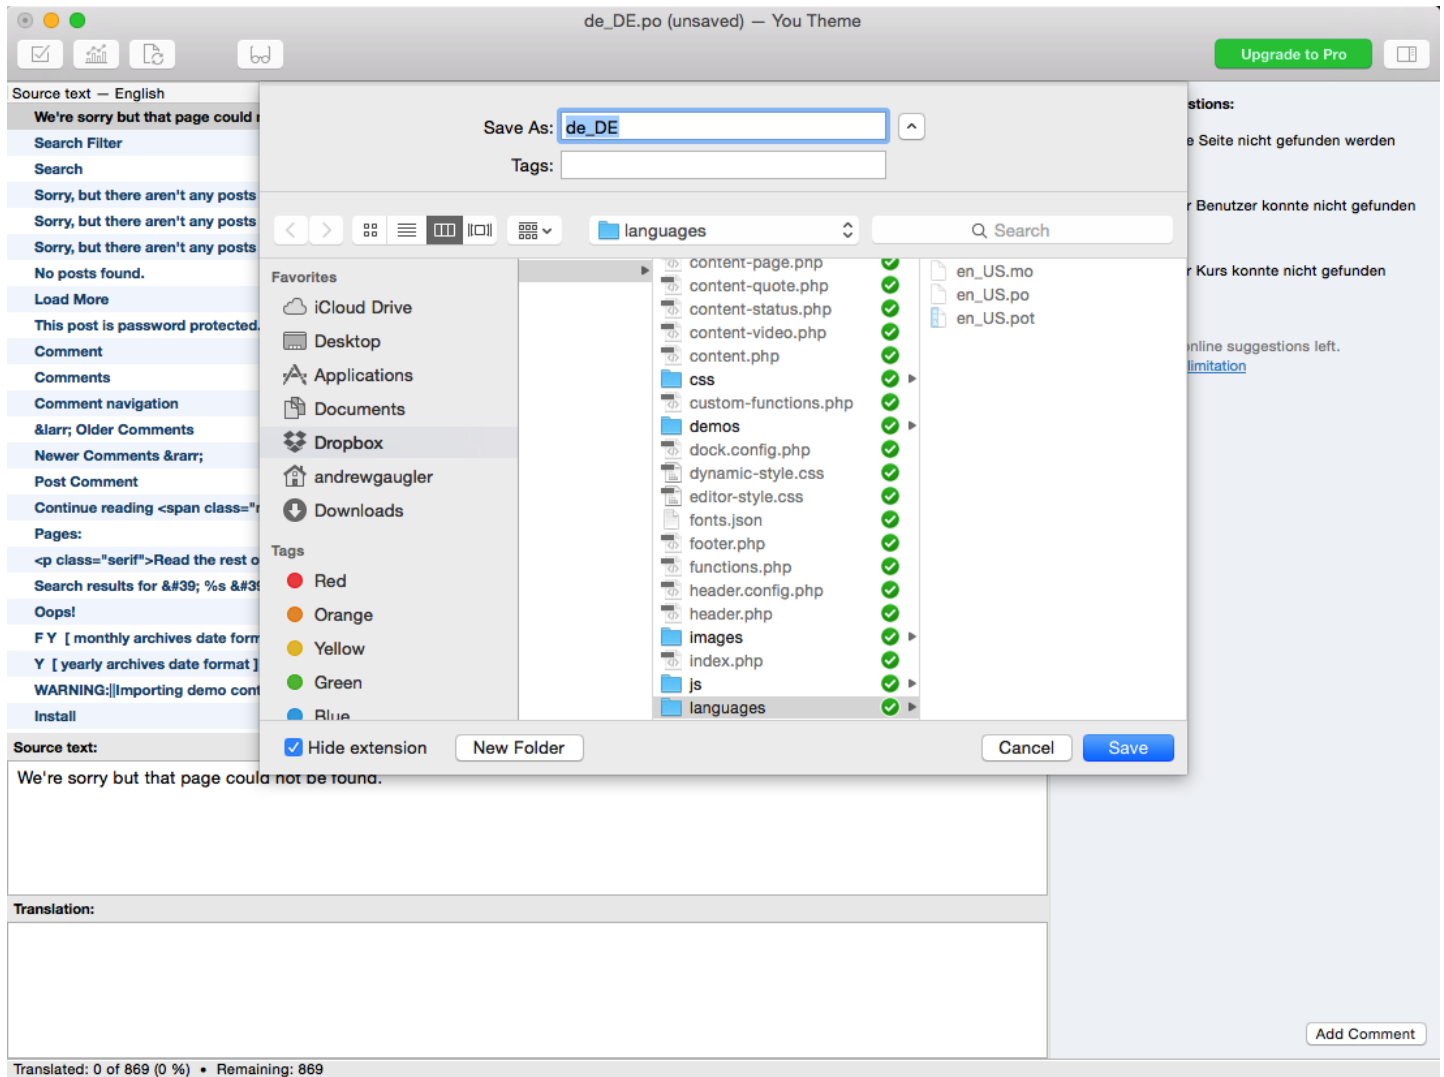 de_DE.po (unsaved) — You Theme
Upgrade to Pro
Source text — English
We're sorry but that page could
Search Filter
Search
Sorry, but there aren't any posts
Sorry, but there aren't any posts
Sorry, but there aren't any posts
No posts found.
Load More
This post is password protected.
Comment
Comments
Comment navigation
&larr; Older Comments
Newer Comments &rarr;
Post Comment
Continue reading <span class="
Pages:
<p class="serif">Read the rest o
Search results for &#39; %s &#39
Oops!
F Y [ monthly archives date form
Y [ yearly archives date format ]
WARNING:||Importing demo cont
Install
Save As: de_DE
Tags:
languages
Search
Favorites
iCloud Drive
Desktop
Applications
Documents
Dropbox
andrewgaugler
Downloads
Tags
Red
Orange
Yellow
Green
Blue
content-page.php
content-quote.php
content-status.php
content-video.php
content.php
css
custom-functions.php
demos
dock.config.php
dynamic-style.css
editor-style.css
fonts.json
footer.php
functions.php
header.config.php
header.php
images
index.php
js
languages
en_US.mo
en_US.po
en_US.pot
Hide extension
New Folder
Cancel
Save
stions:
e Seite nicht gefunden werden
r Benutzer konnte nicht gefunden
r Kurs konnte nicht gefunden
nline suggestions left.
limitation
Source text:
We're sorry but that page could not be found.
Translation:
Add Comment
Translated: 0 of 869 (0 %) • Remaining: 869